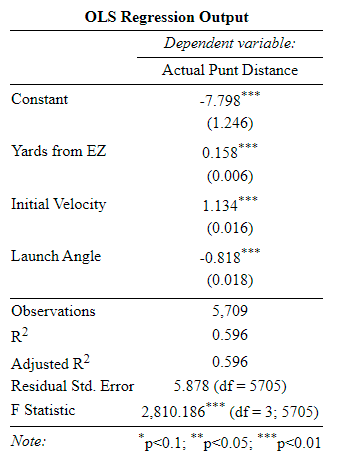 OLS Regression Output
Dependent variable:
Actual Punt Distance
Constant -7.798***
(1.246)
Yards from EZ 0.158***
(0.006)
Initial Velocity 1.134***
(0.016)
Launch Angle -0.818***
(0.018)
Observations 5,709
R2 0.596
Adjusted R2 0.596
Residual Std. Error 5.878 (df = 5705)
F Statistic 2,810.186*** (df = 3; 5705)
Note: *p<0.1; **p<0.05; ***p<0.01